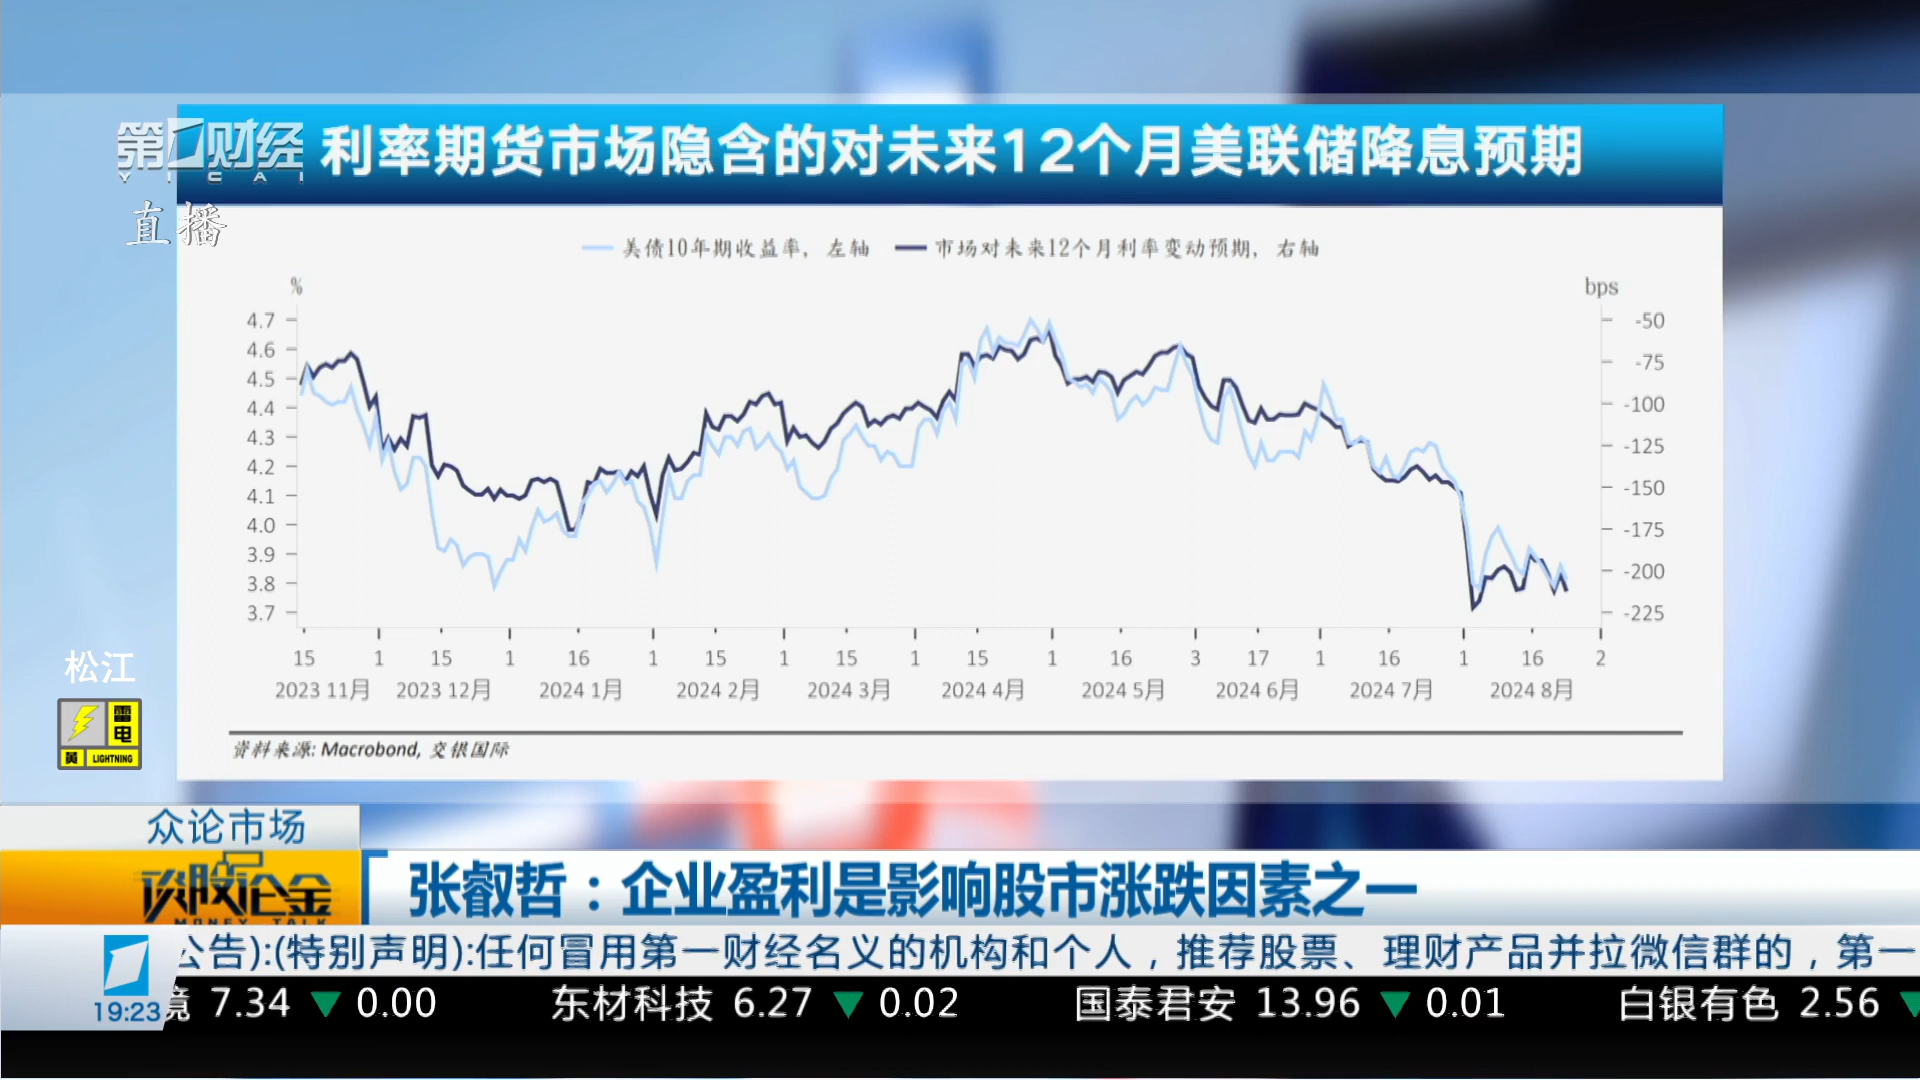 第1财经
YICAI
直播
利率期货市场隐含的对未来12个月美联储降息预期
美债10年期收益率, 左轴 市场对未来12个月利率变动预期, 右轴
% bps
4.7 -50
4.6 -75
4.5
4.4 -100
4.3 -125
4.2
4.1 -150
4.0 -175
3.9
3.8 -200
3.7 -225
15 1 15 1 16 1 15 1 15 1 15 1 16 3 17 1 16 1 16 2
2023 11月 2023 12月 2024 1月 2024 2月 2024 3月 2024 4月 2024 5月 2024 6月 2024 7月 2024 8月
资料来源: Macrobond, 交银国际
松江
雷电
黄 LIGHTNING
众论市场
谈股论金
MONEY TALK
张叡哲：企业盈利是影响股市涨跌因素之一
公告):(特别声明):任何冒用第一财经名义的机构和个人，推荐股票、理财产品并拉微信群的，第一
19:23
7.34 ▼ 0.00 东材科技 6.27 ▼ 0.02 国泰君安 13.96 ▼ 0.01 白银有色 2.56 ▼